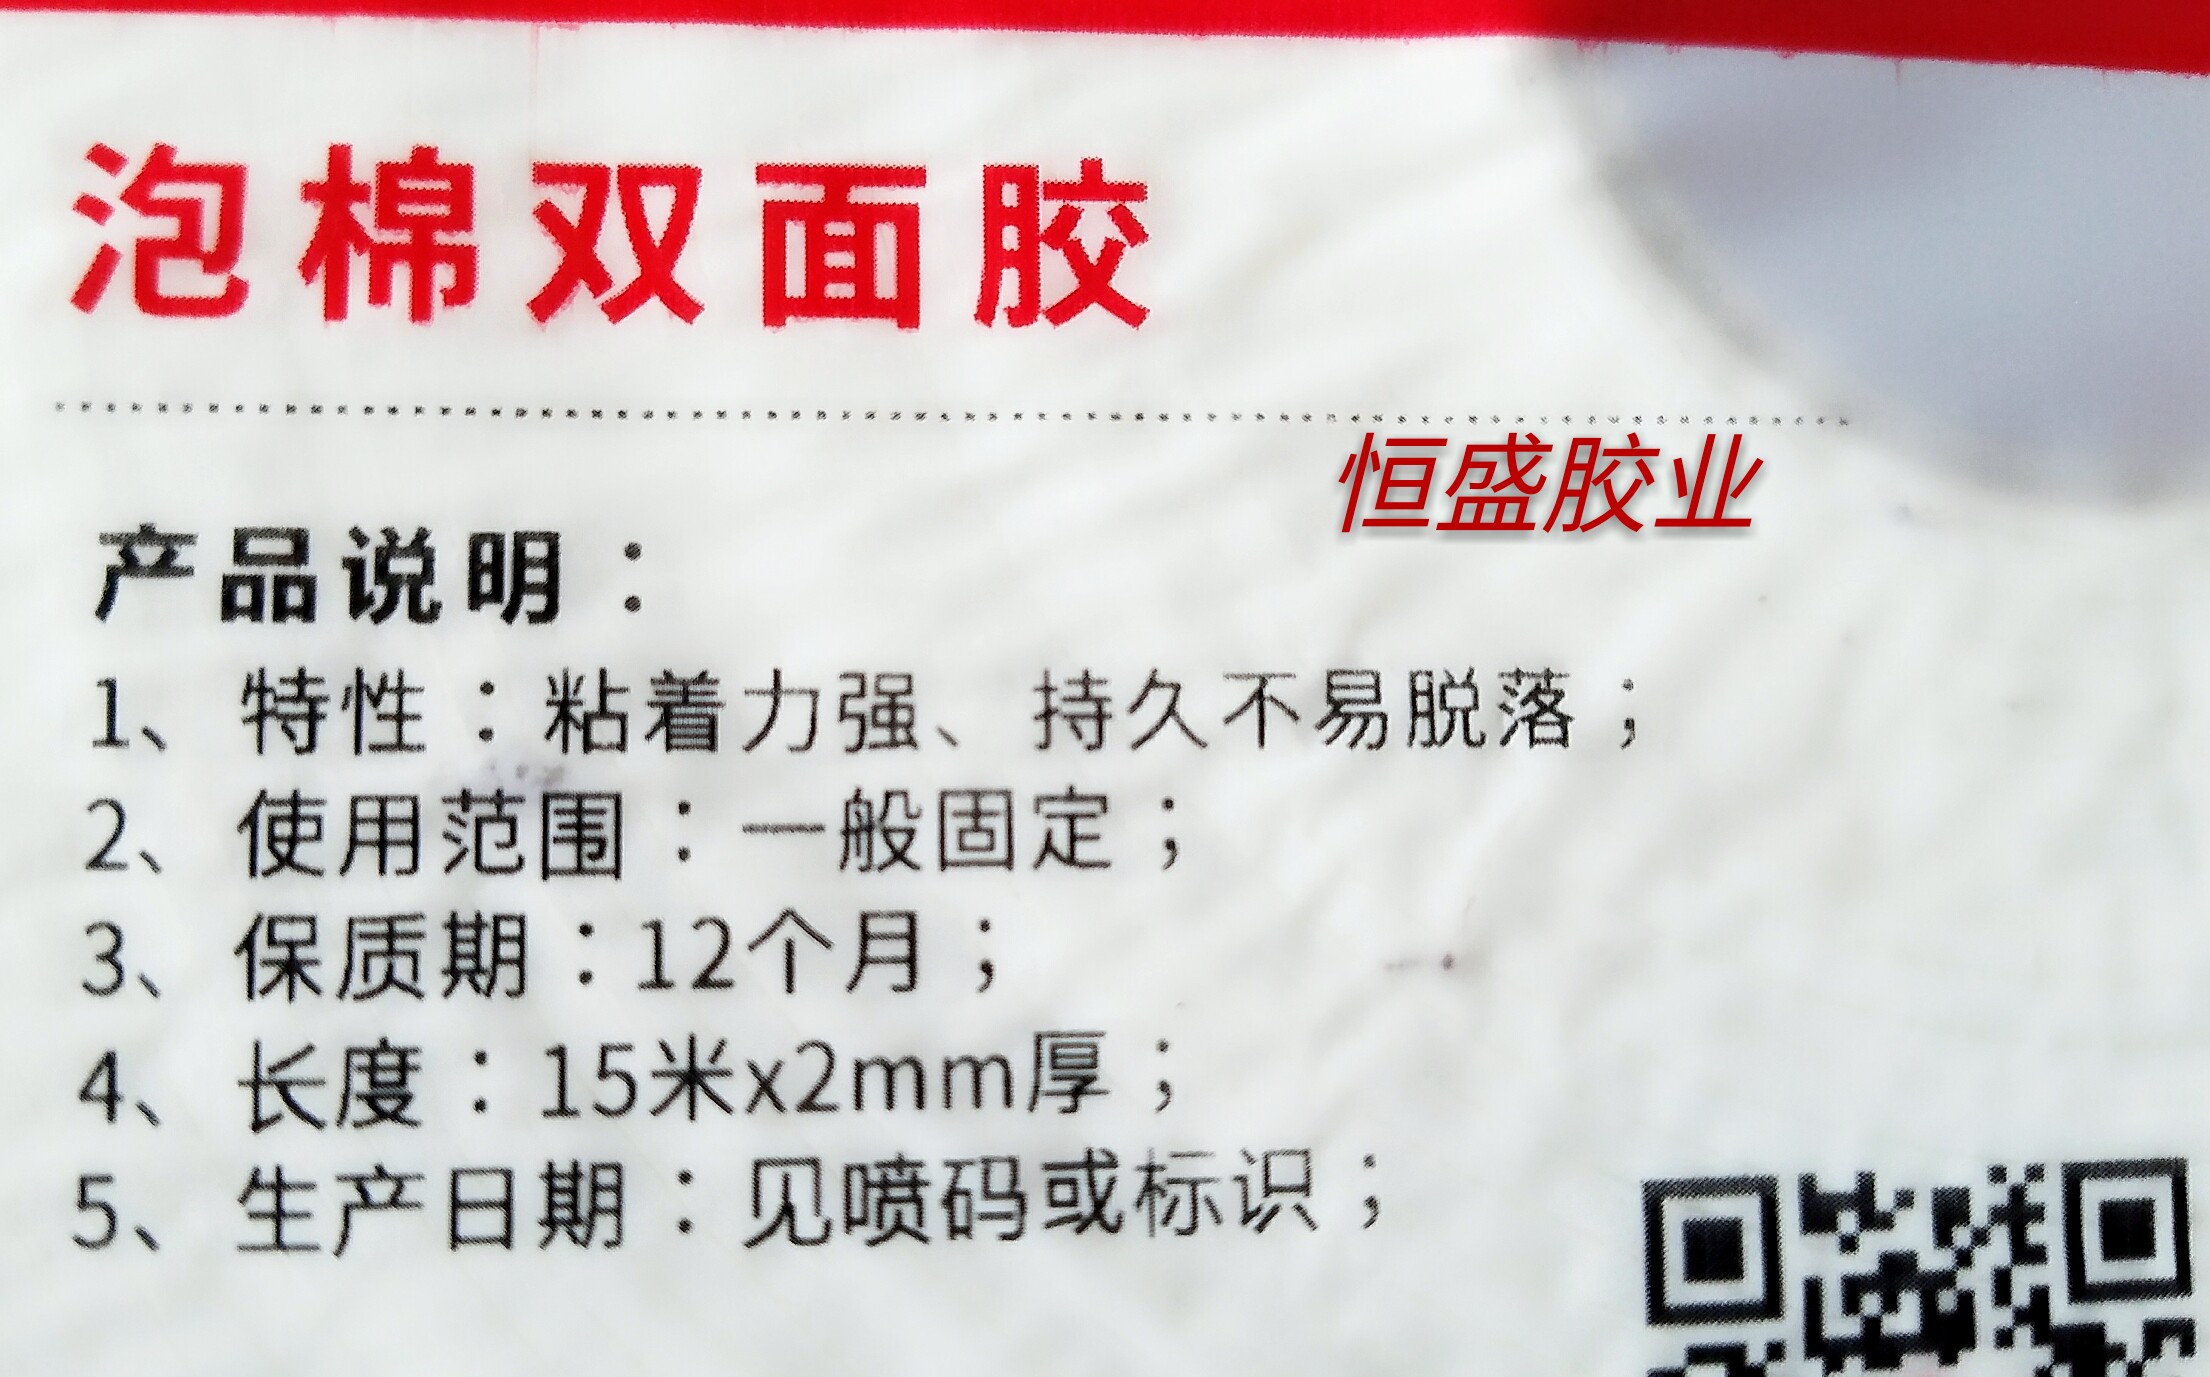 泡棉双面胶
恒盛胶业
产品说明：
1、特性：粘着力强、持久不易脱落；
2、使用范围：一般固定；
3、保质期：12个月；
4、长度：15米x2mm厚；
5、生产日期：见喷码或标识；